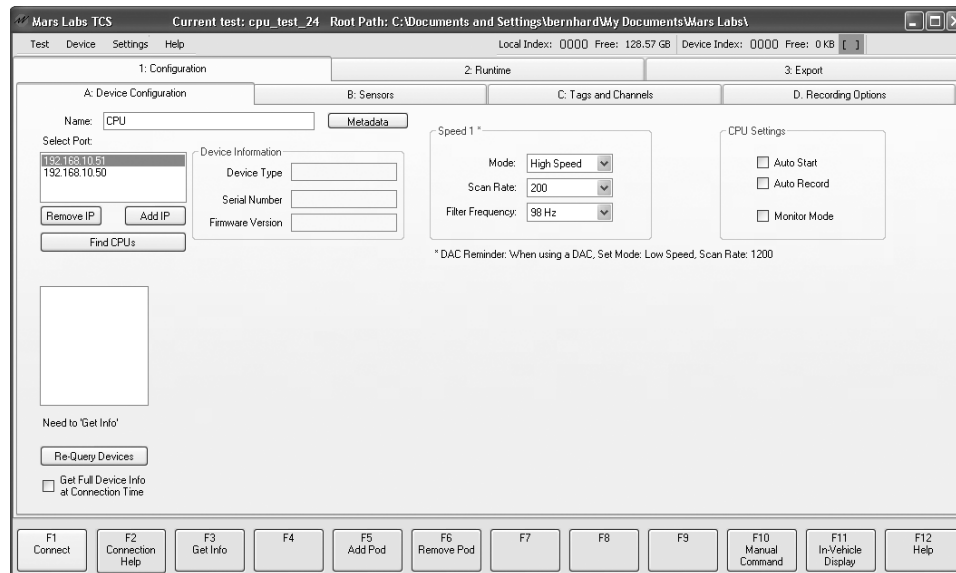 Mars Labs TCS Current test: cpu_test_24 Root Path: C:\Documents and Settings\bernhard\My Documents\Mars Labs\
Test Device Settings Help Local Index: 0000 Free: 128.57 GB Device Index: 0000 Free: 0 KB [ ]
1: Configuration 2: Runtime 3: Export
A: Device Configuration B: Sensors C: Tags and Channels D. Recording Options
Name: CPU Metadata
Select Port:
192.168.10.51
192.168.10.50
Remove IP Add IP
Find CPUs
Device Information
Device Type
Serial Number
Firmware Version
Speed 1 *
Mode: High Speed
Scan Rate: 200
Filter Frequency: 98 Hz
CPU Settings
Auto Start
Auto Record
Monitor Mode
* DAC Reminder: When using a DAC, Set Mode: Low Speed, Scan Rate: 1200
Need to 'Get Info'
Re-Query Devices
Get Full Device Info
at Connection Time
F1
Connect
F2
Connection
Help
F3
Get Info
F4
F5
Add Pod
F6
Remove Pod
F7
F8
F9
F10
Manual
Command
F11
In-Vehicle
Display
F12
Help